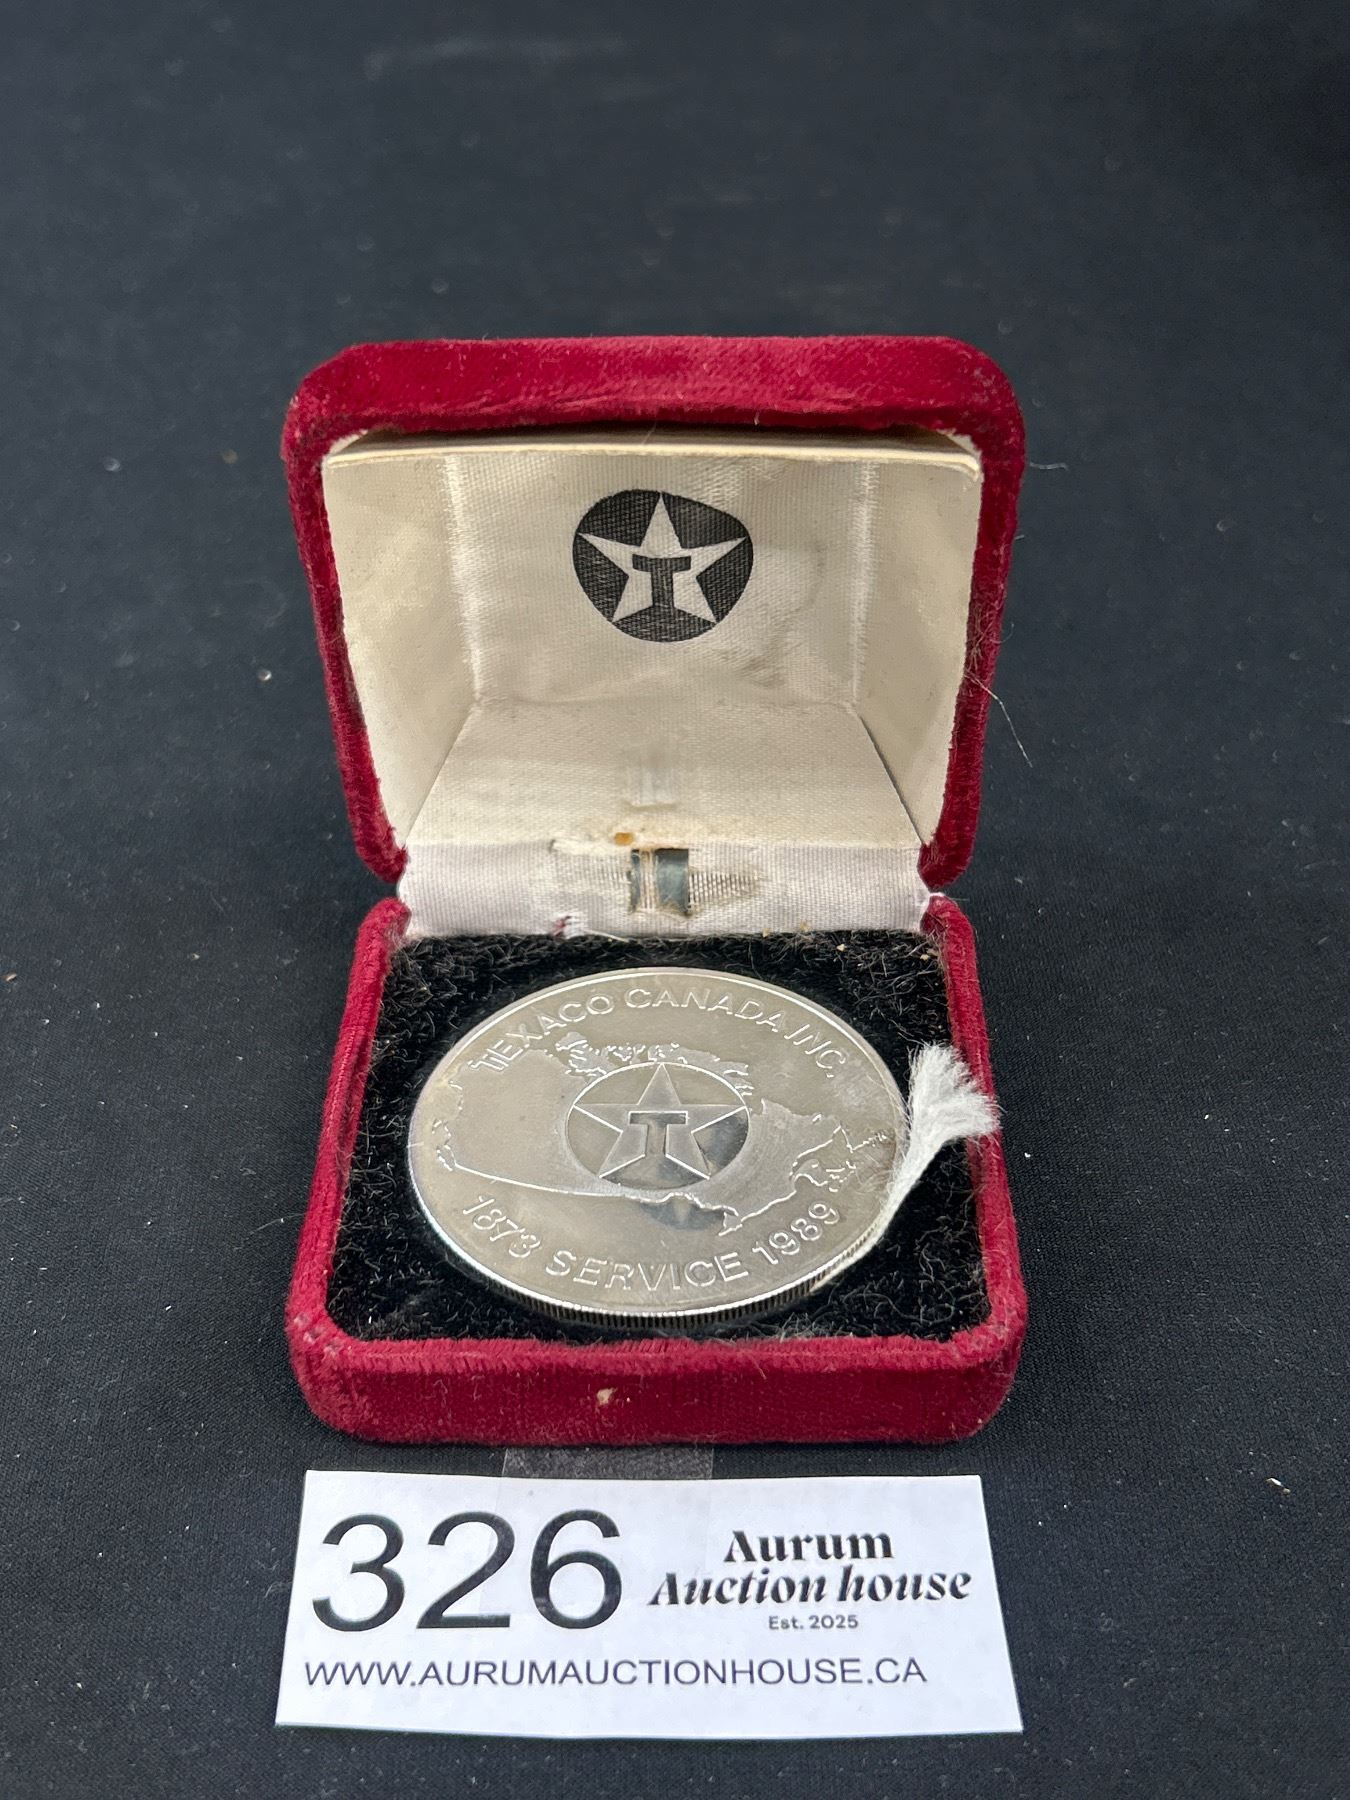 T
TEXACO CANADA INC.
T
1873 SERVICE 1989
326
Aurum
Auction house
Est. 2025
WWW.AURUMAUCTIONHOUSE.CA